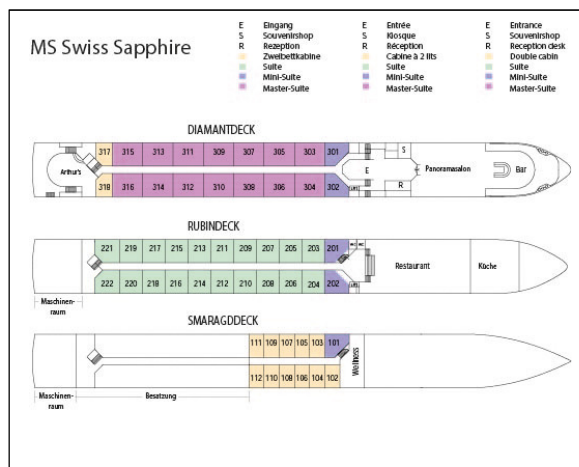 MS Swiss Sapphire
E Eingang
S Souvenirshop
R Rezeption
Zweibettkabine
Suite
Mini-Suite
Master-Suite
E Entrée
S Kiosque
R Réception
Cabine à 2 lits
Suite
Mini-Suite
Master-Suite
E Entrance
S Souvenirshop
R Reception desk
Double cabin
Suite
Mini-Suite
Master-Suite
DIAMANTDECK
317 315 313 311 309 307 305 303 301 S
Arthur's E Panoramasalon Bar
318 316 314 312 310 308 306 304 302 R
RUBINDECK
221 219 217 215 213 211 209 207 205 203 201
Restaurant Küche
222 220 218 216 214 212 210 208 206 204 202
Maschinen-
raum
SMARAGDDECK
111 109 107 105 103 101
Wellness
112 110 108 106 104 102
Maschinen- Besatzung
raum